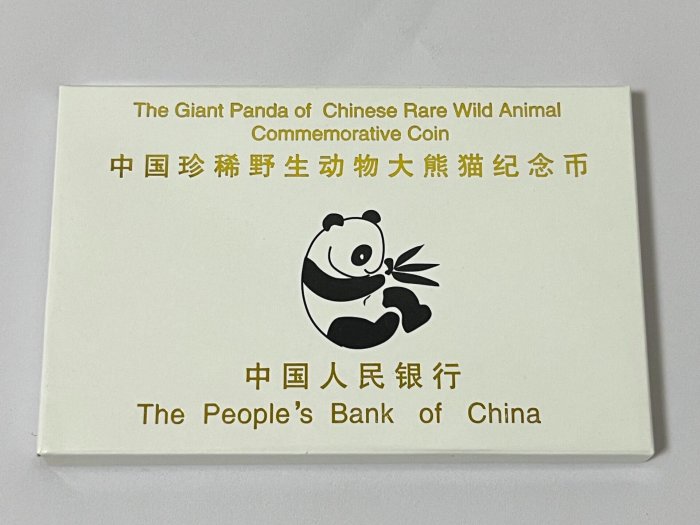 The Giant Panda of Chinese Rare Wild Animal
Commemorative Coin
中国珍稀野生动物大熊猫纪念币
中国人民银行
The People's Bank of China